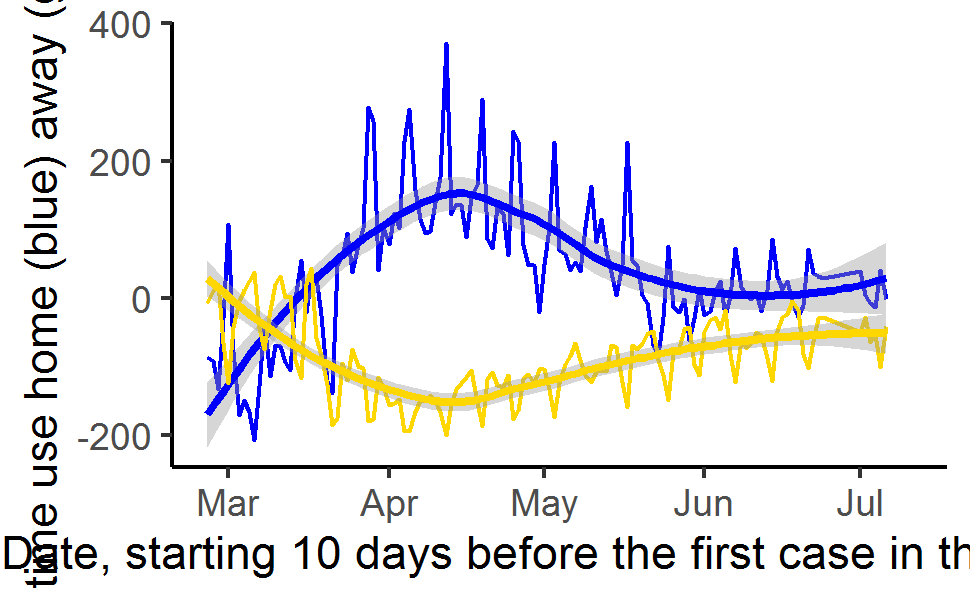 time use home (blue) away (
400
200
0
-200
Mar Apr May Jun Jul
Date, starting 10 days before the first case in th